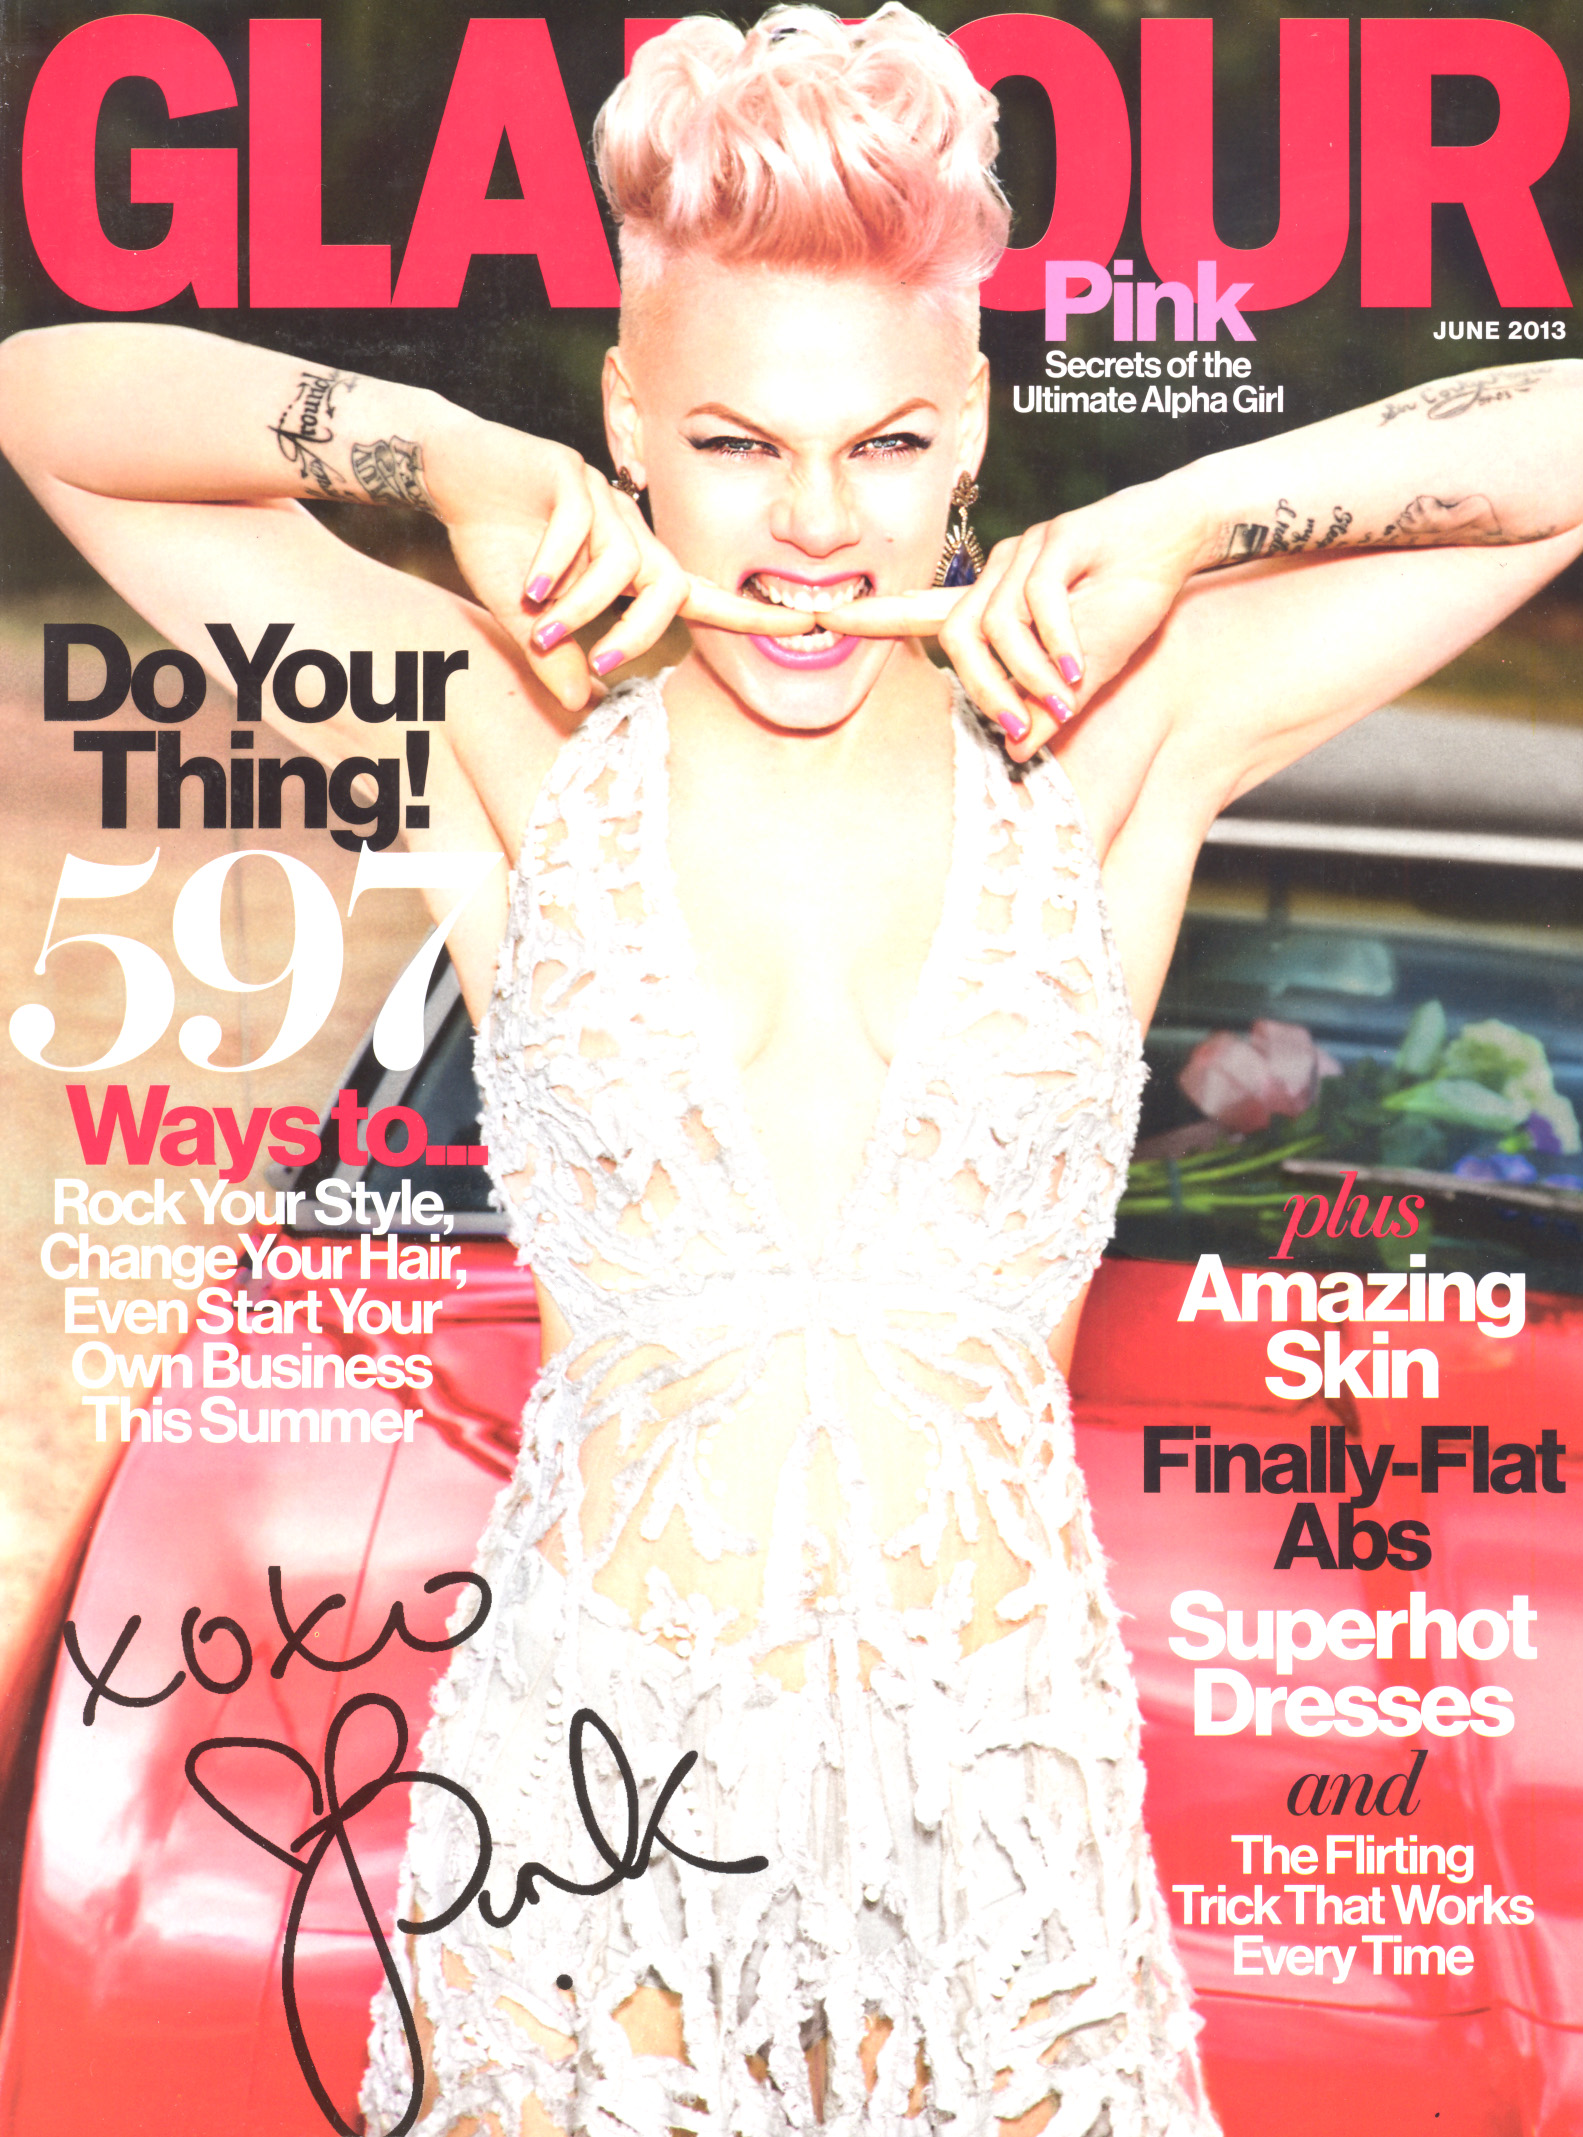 GLAMOUR
Pink
JUNE 2013
Secrets of the
Ultimate Alpha Girl
Around
Do Your
Thing!
597
Ways to...
Rock Your Style,
Change Your Hair,
Even Start Your
Own Business
This Summer
plus
Amazing
Skin
Finally-Flat
Abs
Superhot
Dresses
and
The Flirting
Trick That Works
Every Time
xoxo
Pink